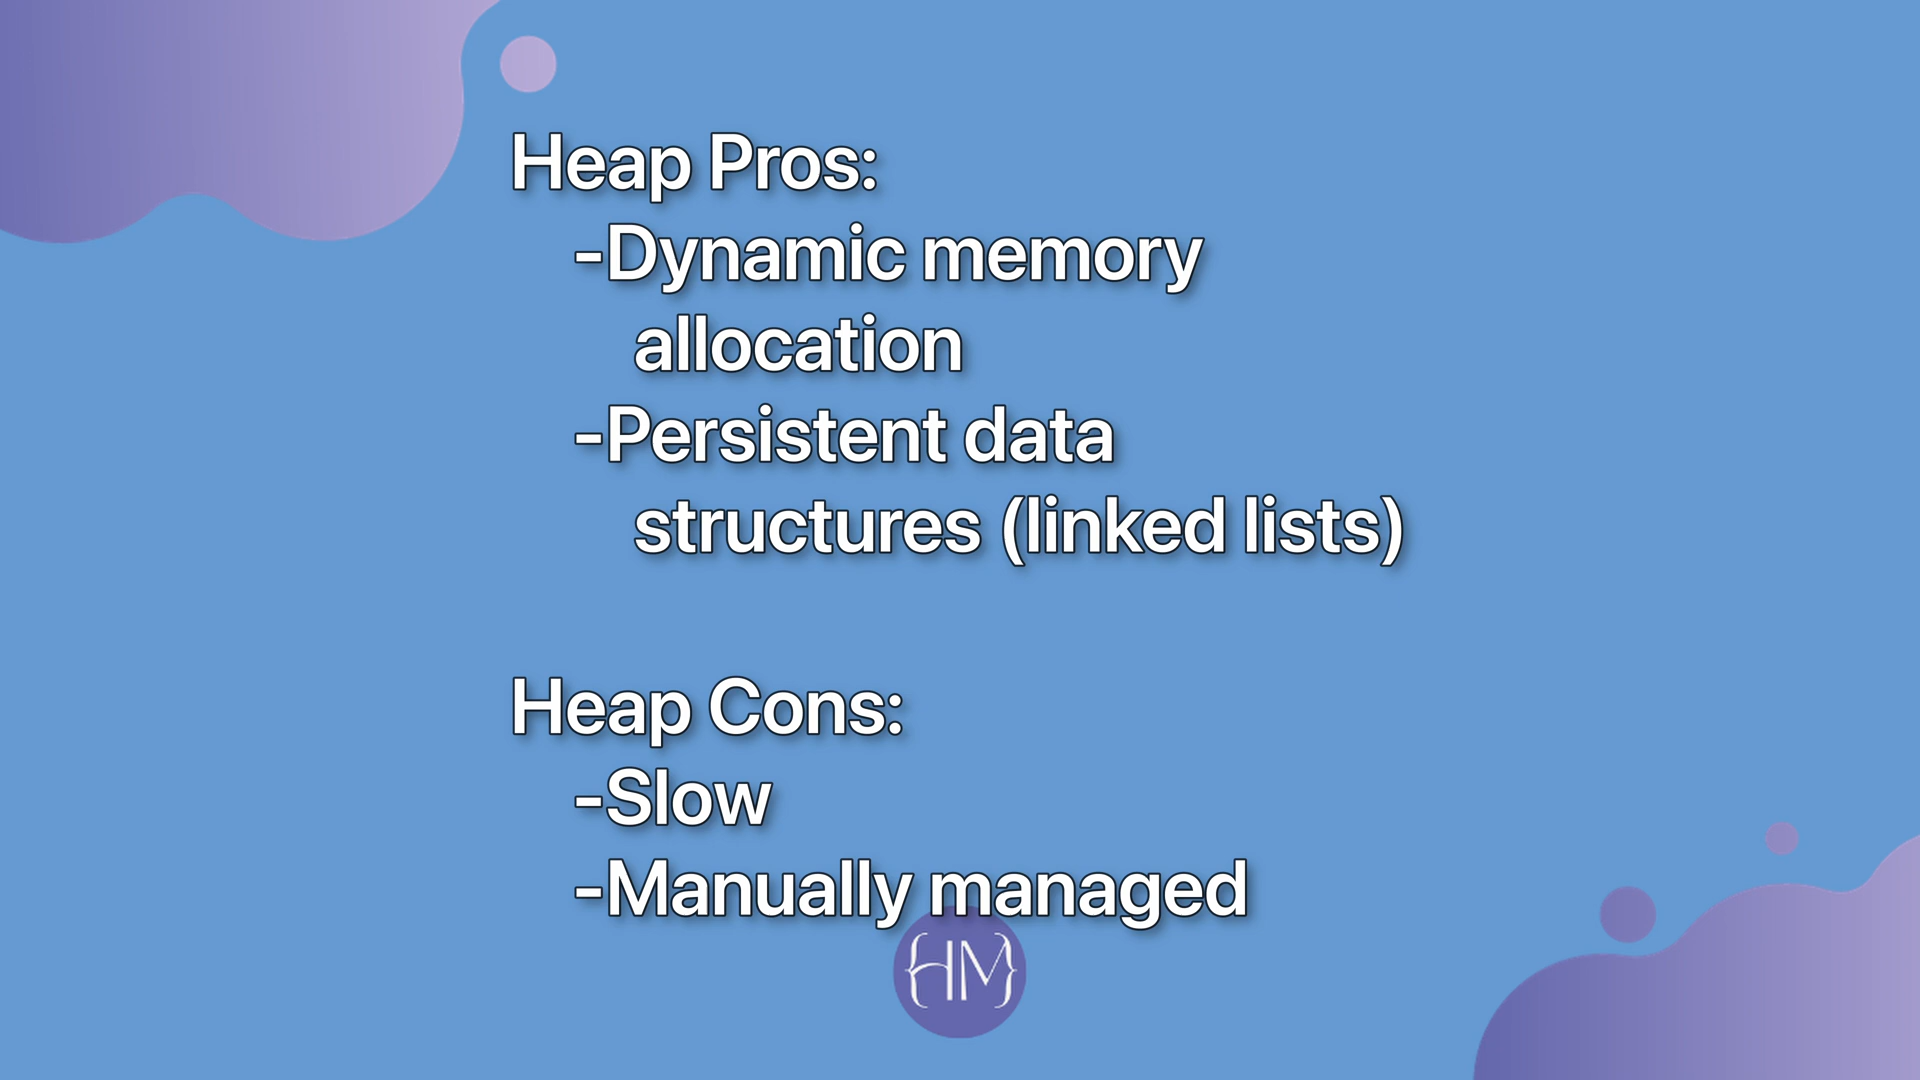 Heap Pros:
-Dynamic memory
allocation
-Persistent data
structures (linked lists)
Heap Cons:
-Slow
-Manually managed
{HM}